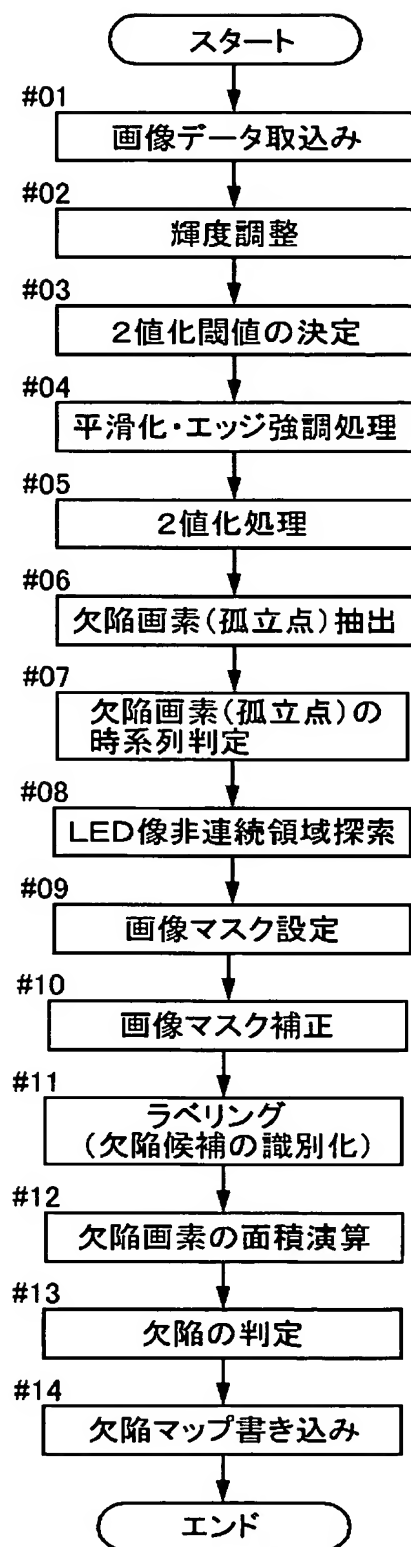 スタート
#01
画像データ取込み
#02
輝度調整
#03
2値化閾値の決定
#04
平滑化・エッジ強調処理
#05
2値化処理
#06
欠陥画素(孤立点)抽出
#07
欠陥画素(孤立点)の
時系列判定
#08
LED像非連続領域探索
#09
画像マスク設定
#10
画像マスク補正
#11
ラベリング
(欠陥候補の識別化)
#12
欠陥画素の面積演算
#13
欠陥の判定
#14
欠陥マップ書き込み
エンド